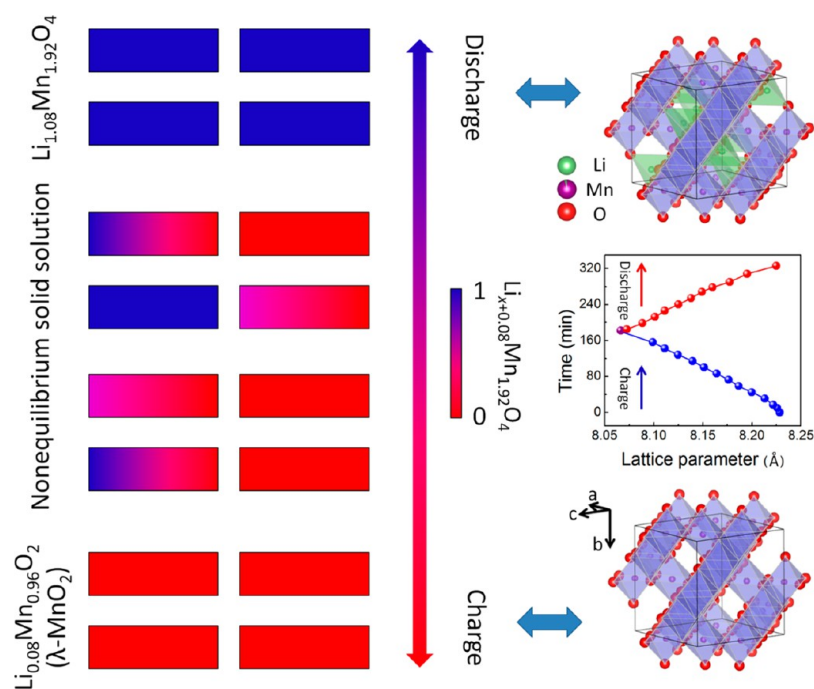 Li1.08Mn1.92O4
Nonequilibrium solid solution
Li0.08Mn0.96O2
(λ-MnO2)
Discharge
1
0
Lix+0.08Mn1.92O4
Charge
Li
Mn
O
320
240
160
80
0
Time (min)
Discharge
Charge
8.05 8.10 8.15 8.20 8.25
Lattice parameter (Å)
a
c
b